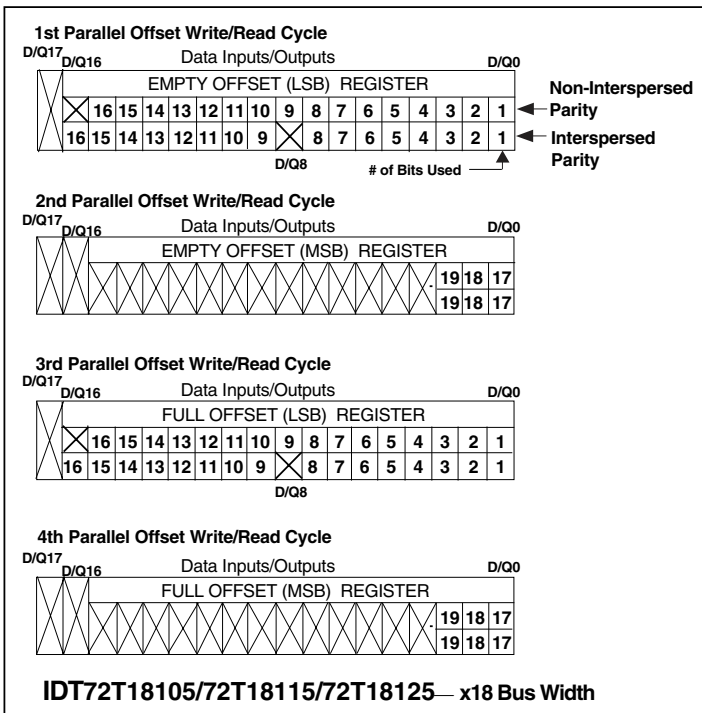 1st Parallel Offset Write/Read Cycle
D/Q17 D/Q16 Data Inputs/Outputs D/Q0
EMPTY OFFSET (LSB) REGISTER
16 15 14 13 12 11 10 9 8 7 6 5 4 3 2 1 Non-Interspersed Parity
16 15 14 13 12 11 10 9 8 7 6 5 4 3 2 1 Interspersed Parity
D/Q8
# of Bits Used
2nd Parallel Offset Write/Read Cycle
D/Q17 D/Q16 Data Inputs/Outputs D/Q0
EMPTY OFFSET (MSB) REGISTER
19 18 17
19 18 17
3rd Parallel Offset Write/Read Cycle
D/Q17 D/Q16 Data Inputs/Outputs D/Q0
FULL OFFSET (LSB) REGISTER
16 15 14 13 12 11 10 9 8 7 6 5 4 3 2 1
16 15 14 13 12 11 10 9 8 7 6 5 4 3 2 1
D/Q8
4th Parallel Offset Write/Read Cycle
D/Q17 D/Q16 Data Inputs/Outputs D/Q0
FULL OFFSET (MSB) REGISTER
19 18 17
19 18 17
IDT72T18105/72T18115/72T18125— x18 Bus Width